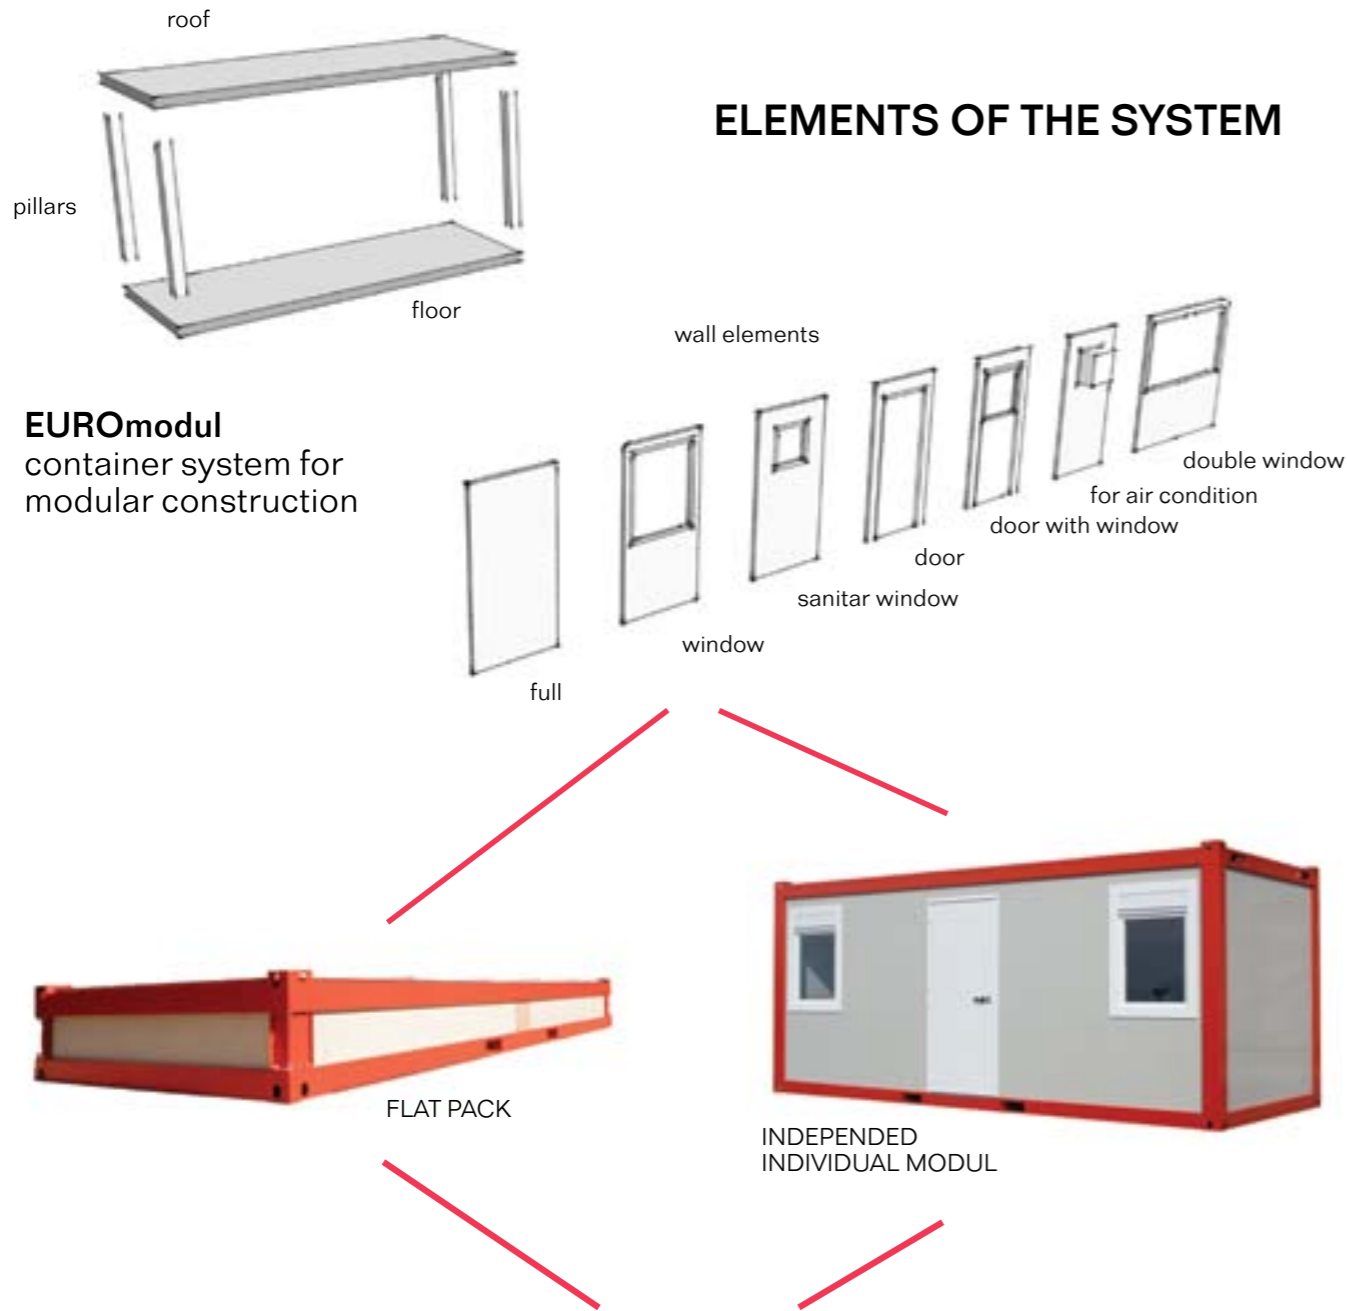 roof
ELEMENTS OF THE SYSTEM
pillars
floor
wall elements
EUROmodul
container system for
modular construction
double window
for air condition
door with window
door
sanitar window
window
full
FLAT PACK
INDEPENDED
INDIVIDUAL MODUL